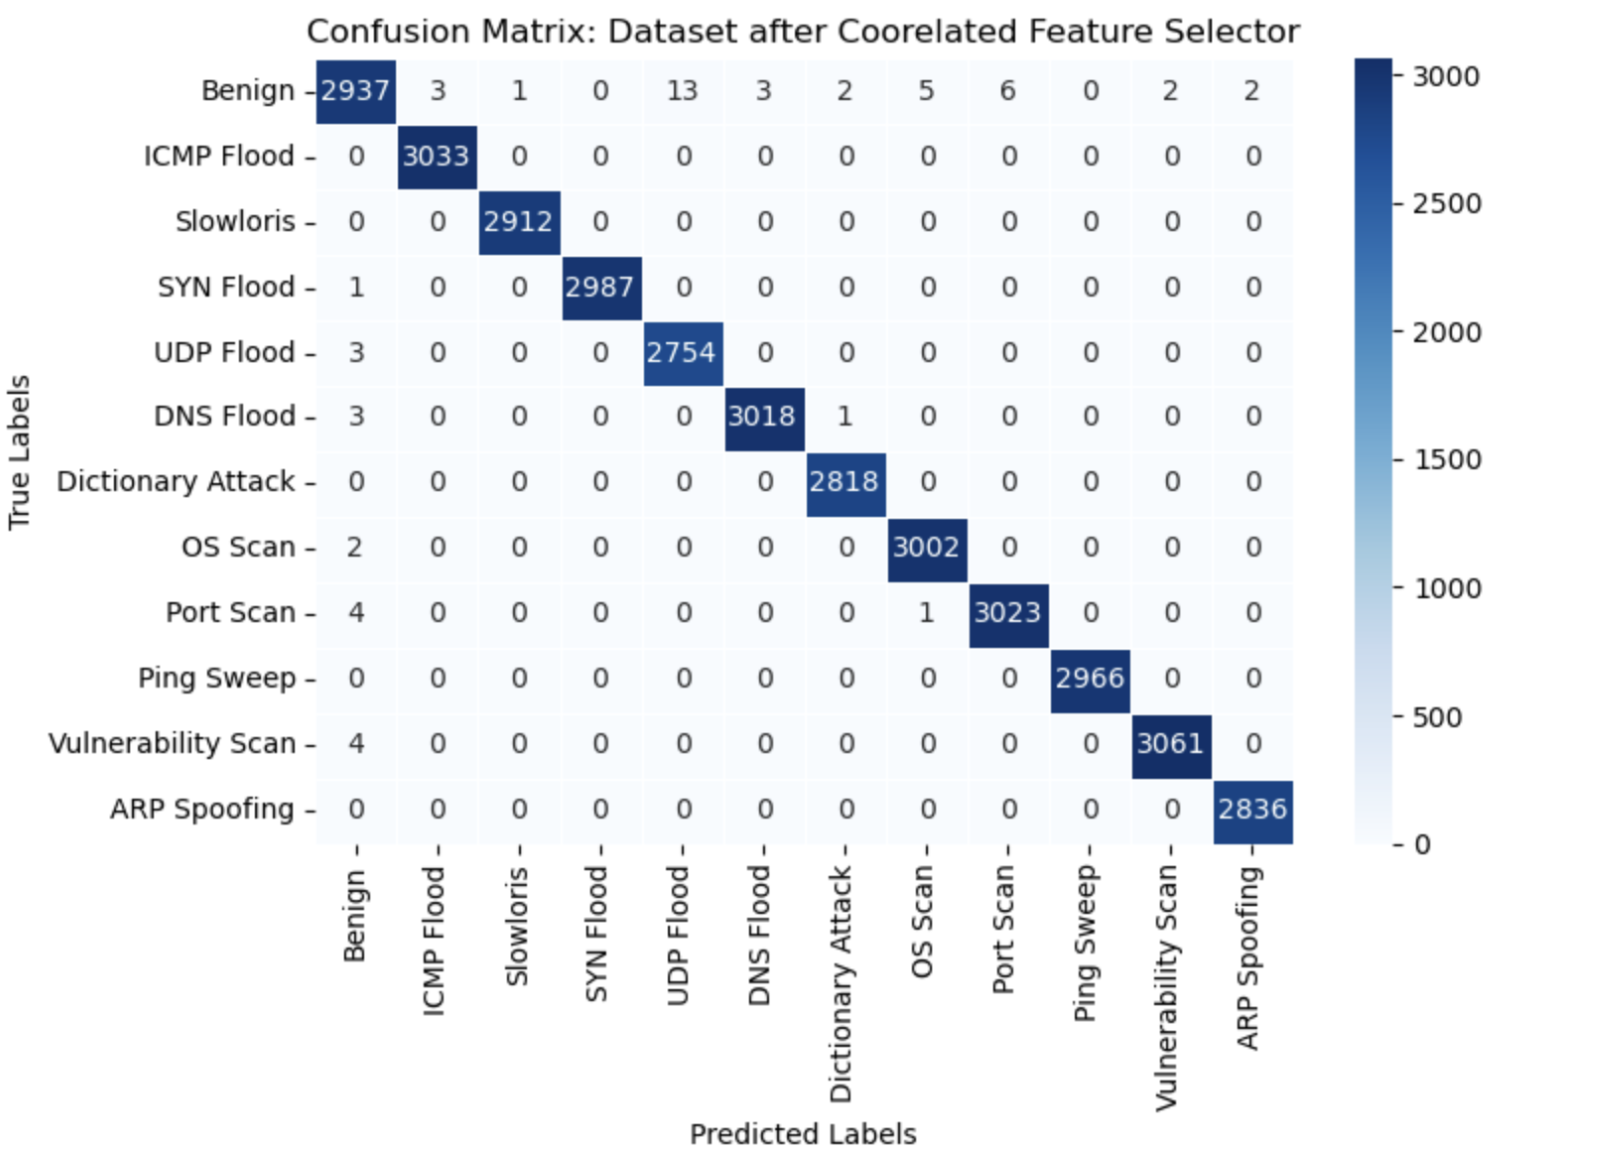 Confusion Matrix: Dataset after Coorelated Feature Selector
Benign 2937 3 1 0 13 3 2 5 6 0 2 2
ICMP Flood 0 3033 0 0 0 0 0 0 0 0 0 0
Slowloris 0 0 2912 0 0 0 0 0 0 0 0 0
SYN Flood 1 0 0 2987 0 0 0 0 0 0 0 0
UDP Flood 3 0 0 0 2754 0 0 0 0 0 0 0
DNS Flood 3 0 0 0 0 3018 1 0 0 0 0 0
Dictionary Attack 0 0 0 0 0 0 2818 0 0 0 0 0
OS Scan 2 0 0 0 0 0 0 3002 0 0 0 0
Port Scan 4 0 0 0 0 0 0 1 3023 0 0 0
Ping Sweep 0 0 0 0 0 0 0 0 0 2966 0 0
Vulnerability Scan 4 0 0 0 0 0 0 0 0 0 3061 0
ARP Spoofing 0 0 0 0 0 0 0 0 0 0 0 2836
True Labels
Benign
ICMP Flood
Slowloris
SYN Flood
UDP Flood
DNS Flood
Dictionary Attack
OS Scan
Port Scan
Ping Sweep
Vulnerability Scan
ARP Spoofing
Predicted Labels
3000
2500
2000
1500
1000
500
0